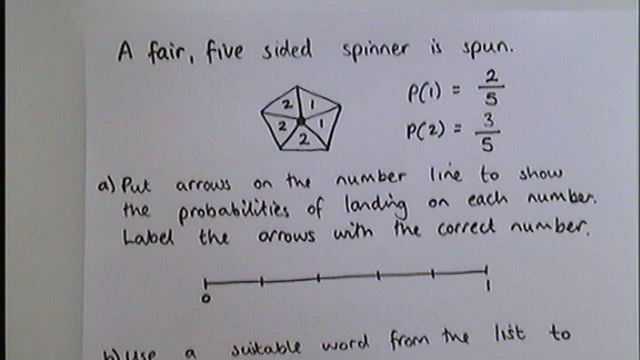 A fair, five sided spinner is spun.
2 1
2 1
2
P(1) = 2/5
P(2) = 3/5
a) Put arrows on the number line to show
the probabilities of landing on each number.
Label the arrows with the correct number.
0 1
b) Use a suitable word from the list to